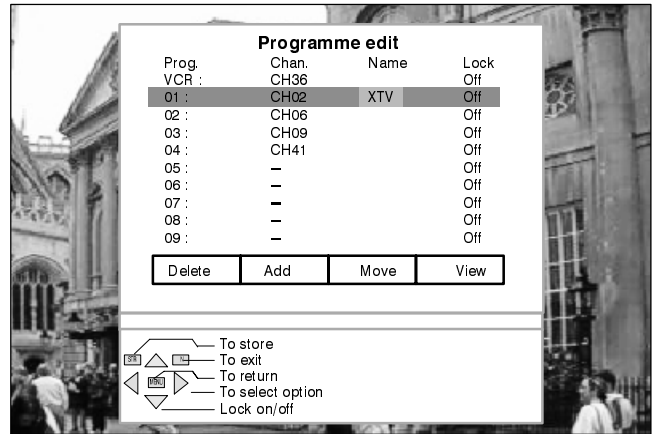 Programme edit
Prog. Chan. Name Lock
VCR : CH36 Off
01 : CH02 XTV Off
02 : CH06 Off
03 : CH09 Off
04 : CH41 Off
05 : – Off
06 : – Off
07 : – Off
08 : – Off
09 : – Off
Delete Add Move View
To store
STR N To exit
MENU To return
To select option
Lock on/off